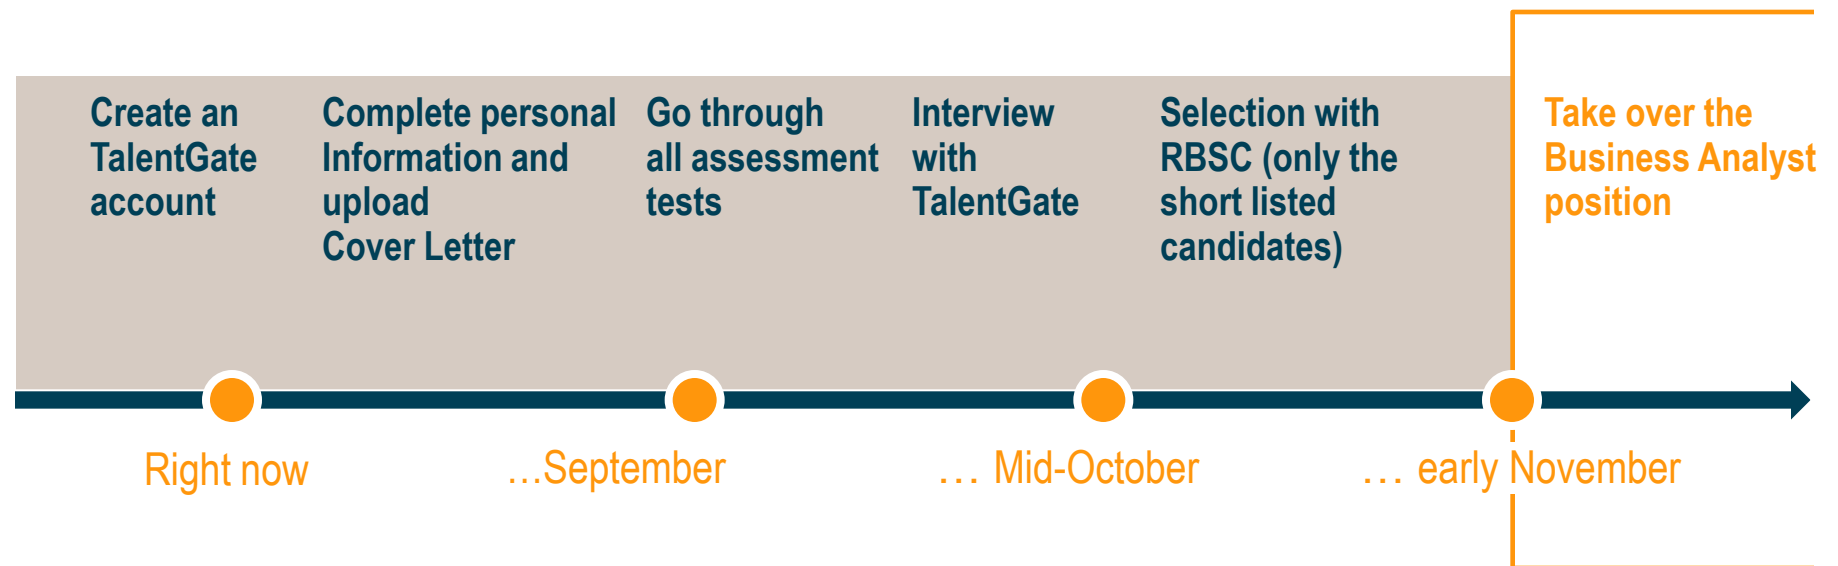 Create an
TalentGate
account
Complete personal
Information and
upload
Cover Letter
Go through
all assessment
tests
Interview
with
TalentGate
Selection with
RBSC (only the
short listed
candidates)
Take over the
Business Analyst
position
Right now
…September
… Mid-October
… early November